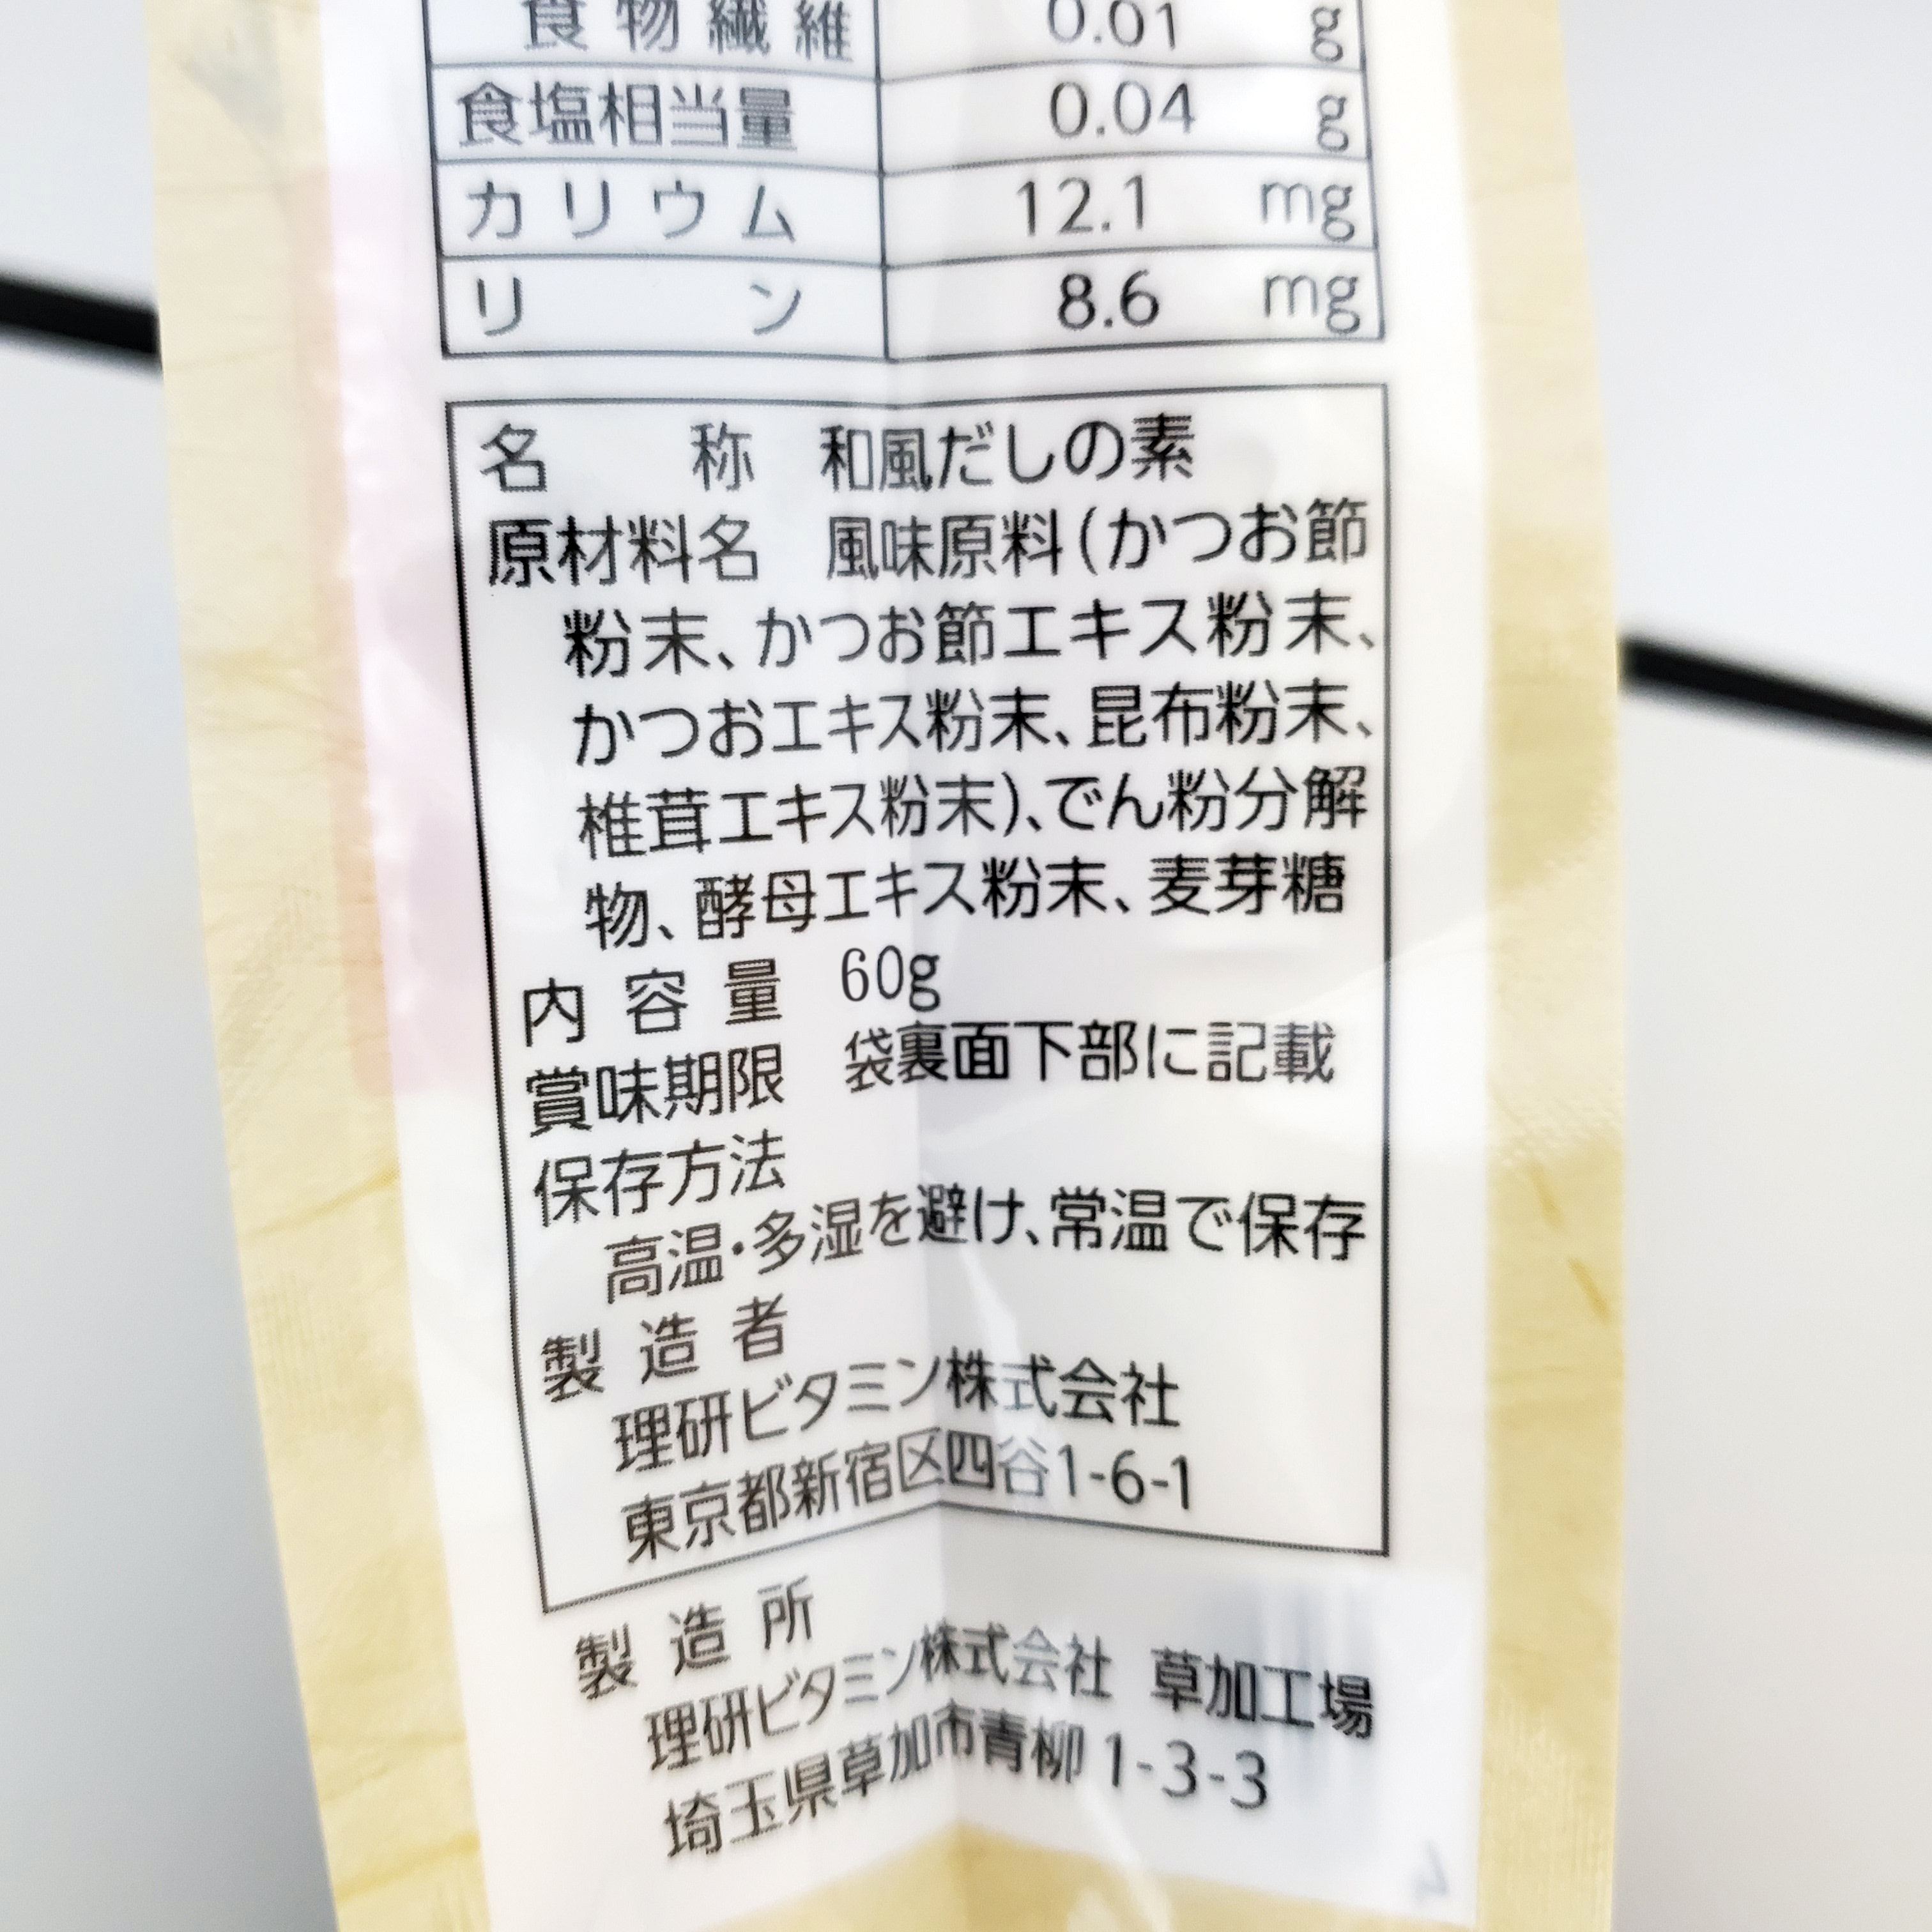 食物繊維 0.01 g
食塩相当量 0.04 g
カリウム 12.1 mg
リン 8.6 mg
名称 和風だしの素
原材料名 風味原料(かつお節
粉末、かつお節エキス粉末、
かつおエキス粉末、昆布粉末、
椎茸エキス粉末)、でん粉分解
物、酵母エキス粉末、麦芽糖
内容量 60g
賞味期限 袋裏面下部に記載
保存方法
高温・多湿を避け、常温で保存
製造者
理研ビタミン株式会社
東京都新宿区四谷1-6-1
製造所
理研ビタミン株式会社 草加工場
埼玉県草加市青柳1-3-3